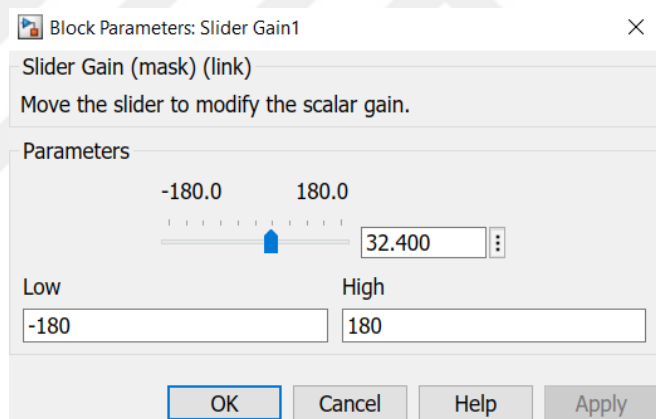 Block Parameters: Slider Gain1
Slider Gain (mask) (link)
Move the slider to modify the scalar gain.
Parameters
-180.0 180.0
32.400
Low High
-180 180
OK Cancel Help Apply